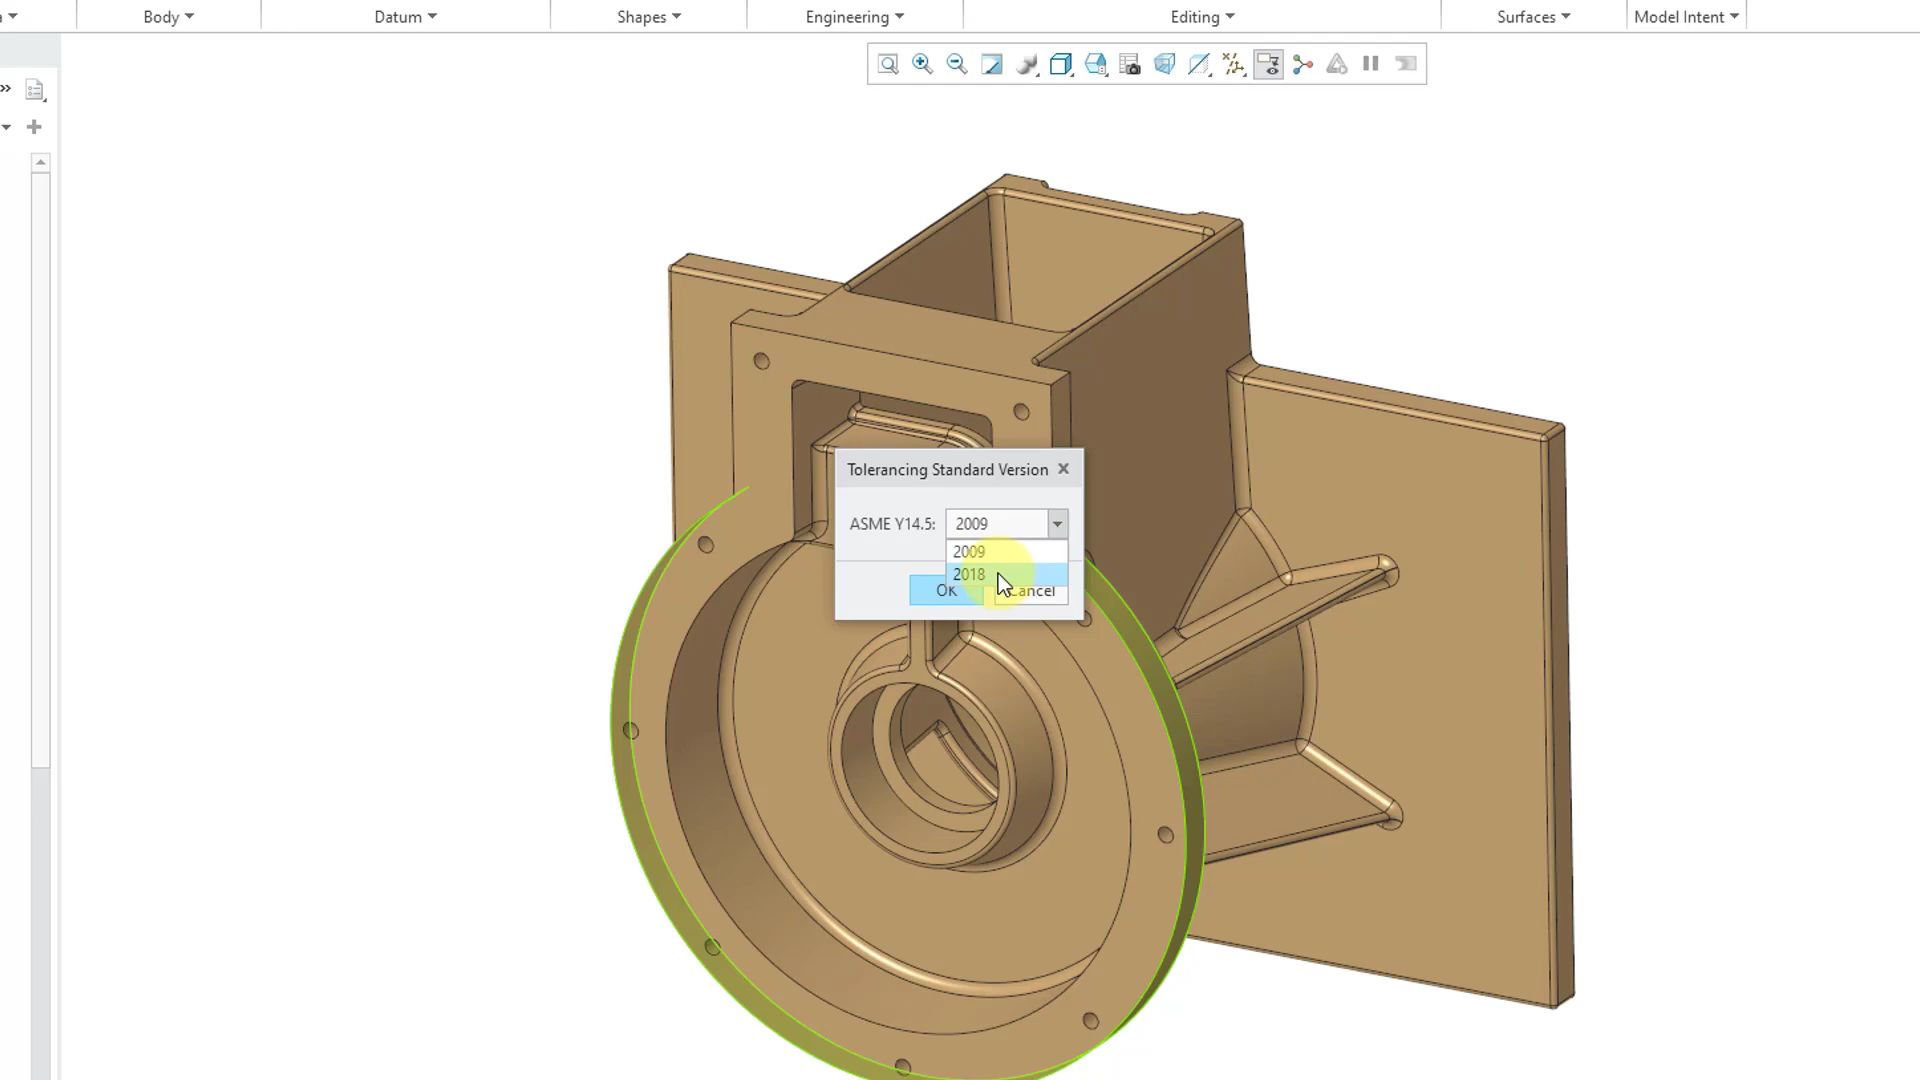 Body
Datum
Shapes
Engineering
Editing
Surfaces
Model Intent
Tolerancing Standard Version
ASME Y14.5: 2009
2009
2018
OK
Cancel